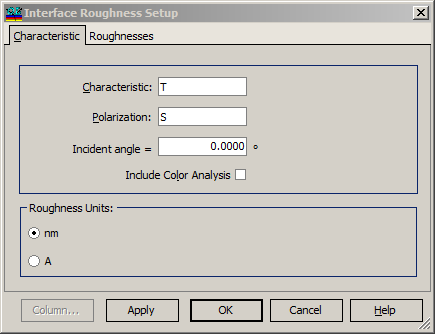 Interface Roughness Setup
Characteristic Roughnesses
Characteristic: T
Polarization: S
Incident angle = 0.0000 °
Include Color Analysis
Roughness Units:
nm
A
Column... Apply OK Cancel Help